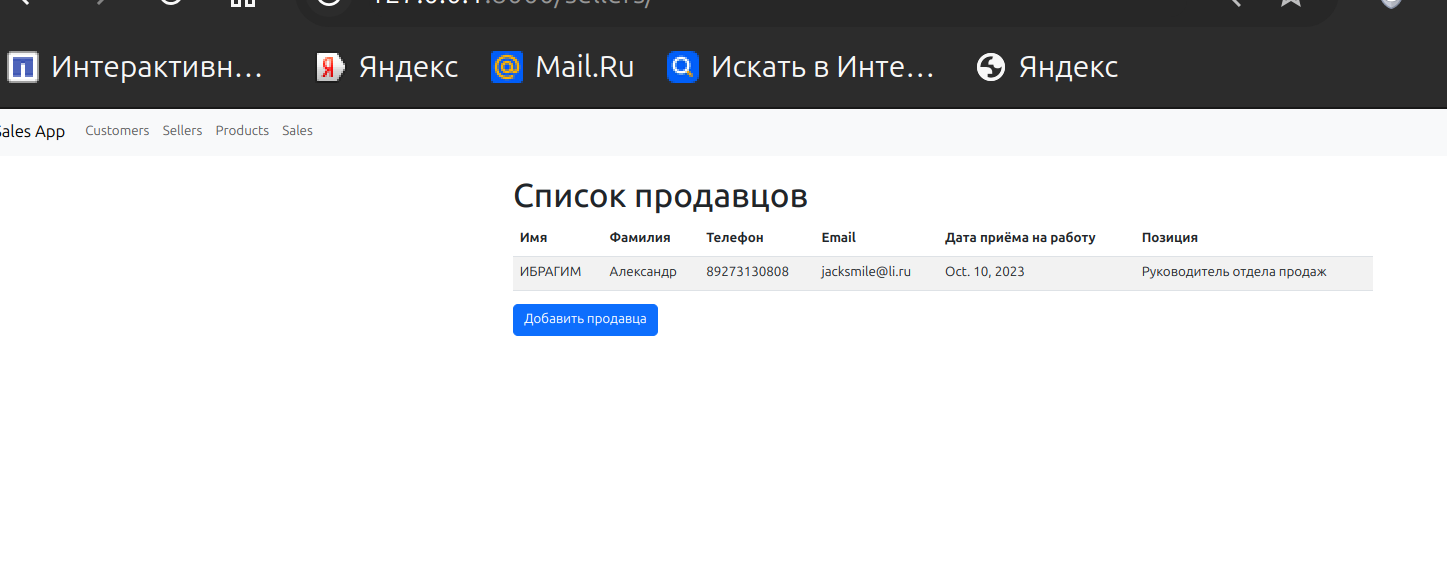 Интерактивн… Яндекс Mail.Ru Искать в Инте… Яндекс
Sales App Customers Sellers Products Sales
Список продавцов
Имя Фамилия Телефон Email Дата приёма на работу Позиция
ИБРАГИМ Александр 89273130808 jacksmile@li.ru Oct. 10, 2023 Руководитель отдела продаж
Добавить продавца